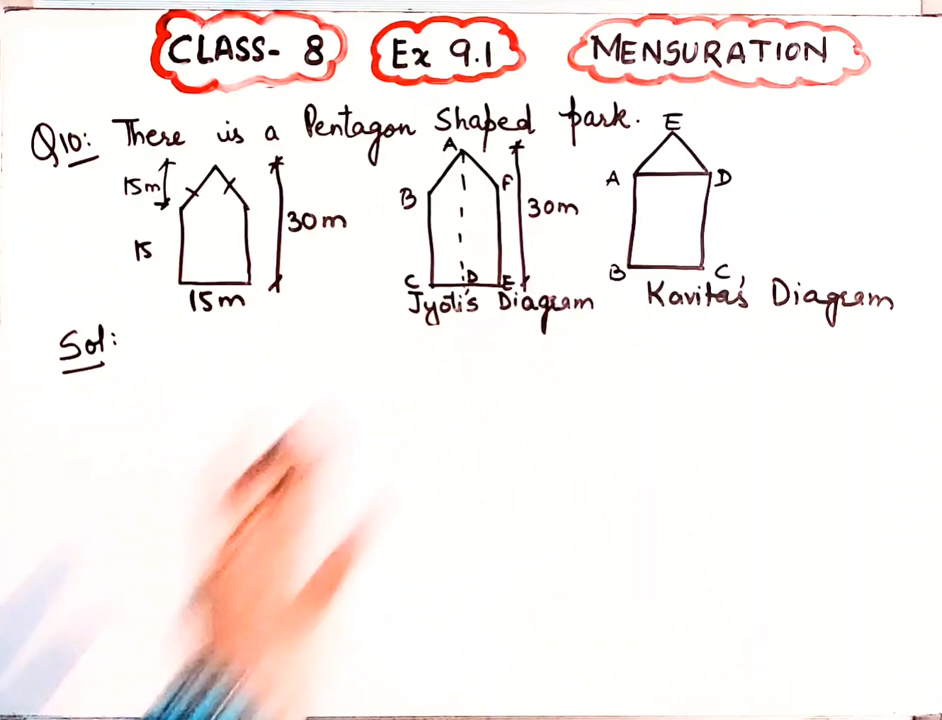 CLASS- 8 Ex 9.1 MENSURATION
Q10: There is a Pentagon Shaped park.
15m
15
15m
30m
A
B
F
C
D
E
30m
Jyoti's Diagram
E
A
D
B
C
Kavita's Diagram
Sol: